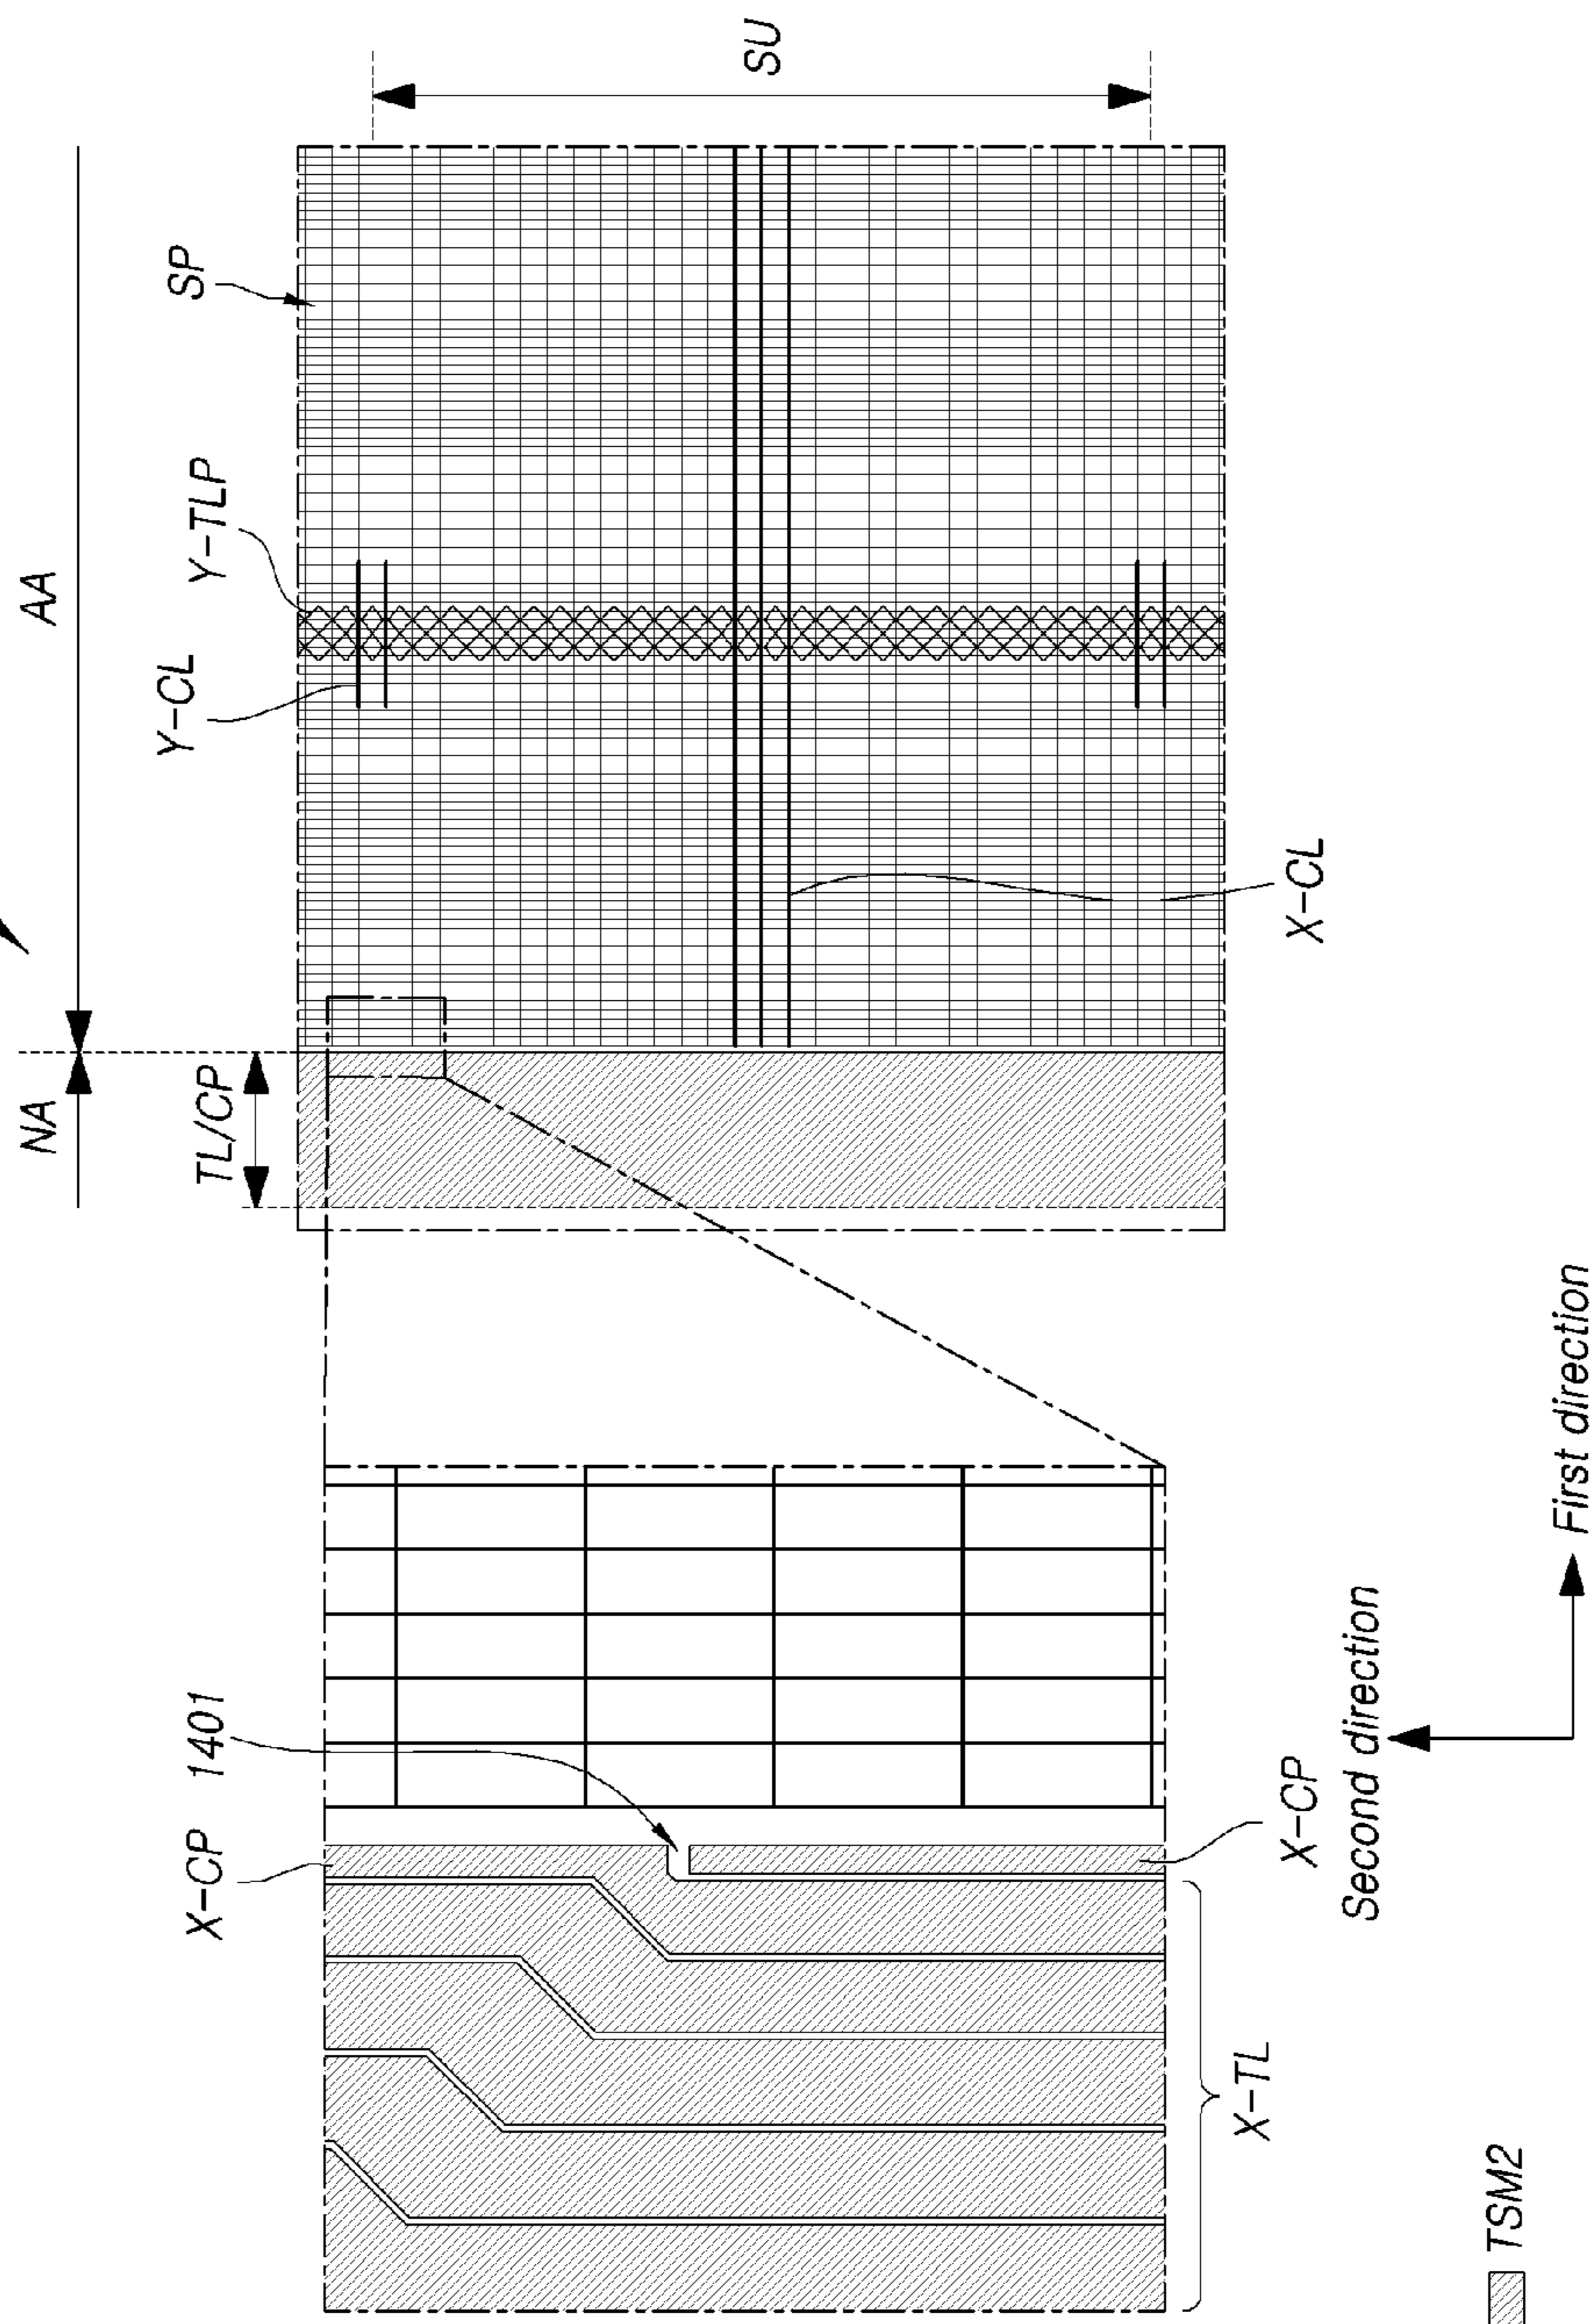 NA
AA
TL/CP
Y-CL
Y-TLP
SP
SU
X-CL
X-CP
1401
X-CP
X-TL
Second direction
First direction
TSM2